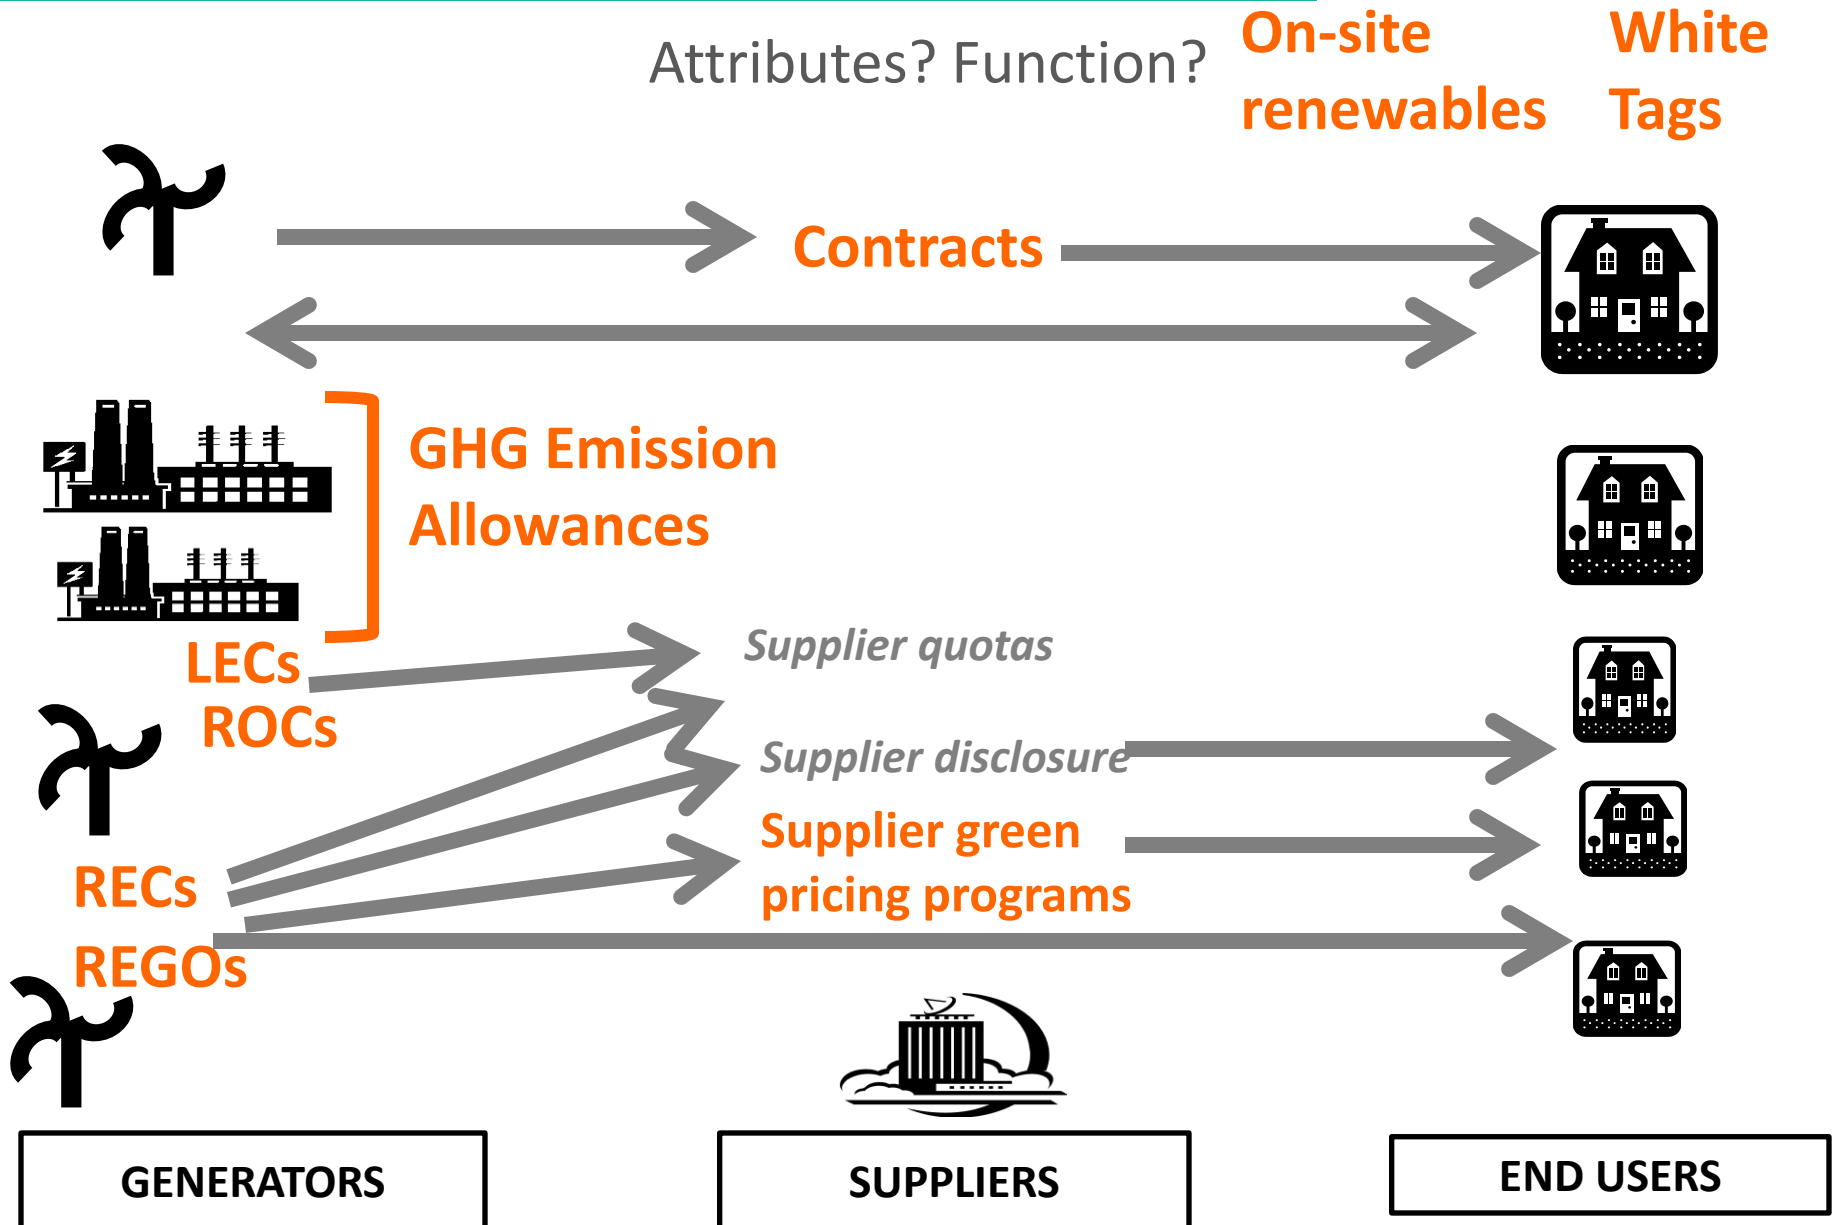 Attributes? Function?
On-site
renewables
White
Tags
Contracts
GHG Emission
Allowances
LECs
ROCs
Supplier quotas
Supplier disclosure
Supplier green
pricing programs
RECs
REGOs
GENERATORS
SUPPLIERS
END USERS